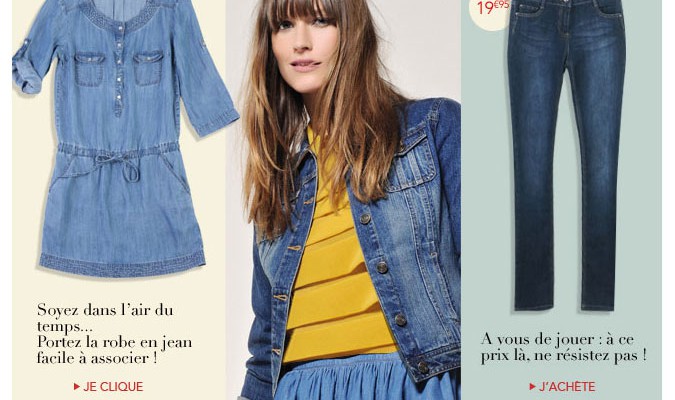 19€95
Soyez dans l'air du
temps...
Portez la robe en jean
facile à associer !
JE CLIQUE
A vous de jouer : à ce
prix là, ne résistez pas !
J'ACHÈTE